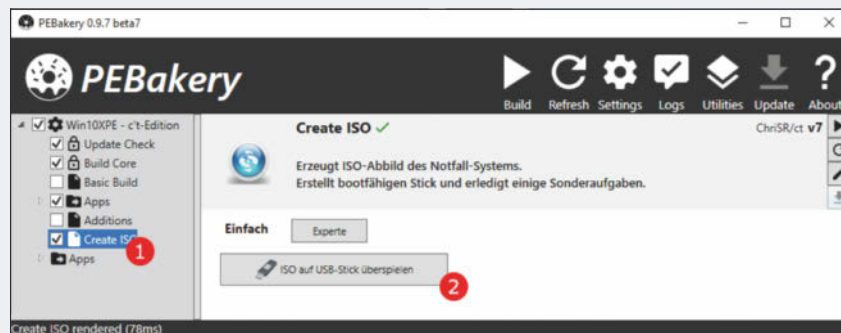 PEBakery 0.9.7 beta7
PEBakery
Build Refresh Settings Logs Utilities Update About
Win10XPE - c't-Edition
Update Check
Build Core
Basic Build
Apps
Additions
Create ISO
Apps
1
Create ISO
ChriSR/ct v7
Erzeugt ISO-Abbild des Notfall-Systems.
Erstellt bootfähigen Stick und erledigt einige Sonderaufgaben.
Einfach Experte
ISO auf USB-Stick überspielen
2
Create ISO rendered (78ms)